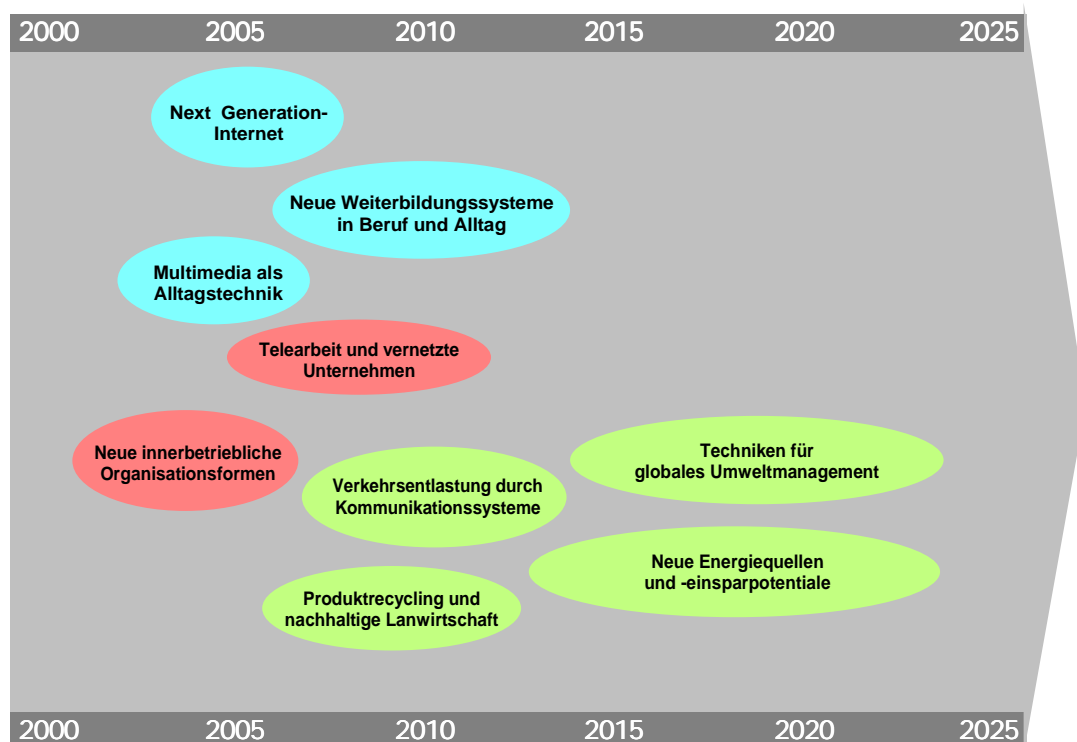 2000 2005 2010 2015 2020 2025
Next Generation-
Internet
Neue Weiterbildungssysteme
in Beruf und Alltag
Multimedia als
Alltagstechnik
Telearbeit und vernetzte
Unternehmen
Neue innerbetriebliche
Organisationsformen
Techniken für
globales Umweltmanagement
Verkehrsentlastung durch
Kommunikationssysteme
Neue Energiequellen
und -einsparpotentiale
Produktrecycling und
nachhaltige Lanwirtschaft
2000 2005 2010 2015 2020 2025